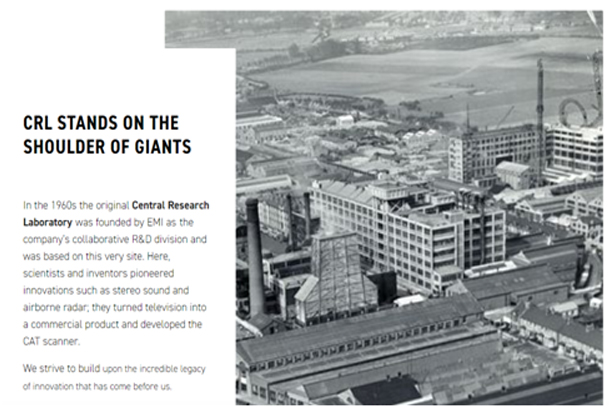 CRL STANDS ON THE
SHOULDER OF GIANTS
In the 1960s the original Central Research
Laboratory was founded by EMI as the
company's collaborative R&D division and
was based on this very site. Here,
scientists and inventors pioneered
innovations such as stereo sound and
airborne radar; they turned television into
a commercial product and developed the
CAT scanner.
We strive to build upon the incredible legacy
of innovation that has come before us.